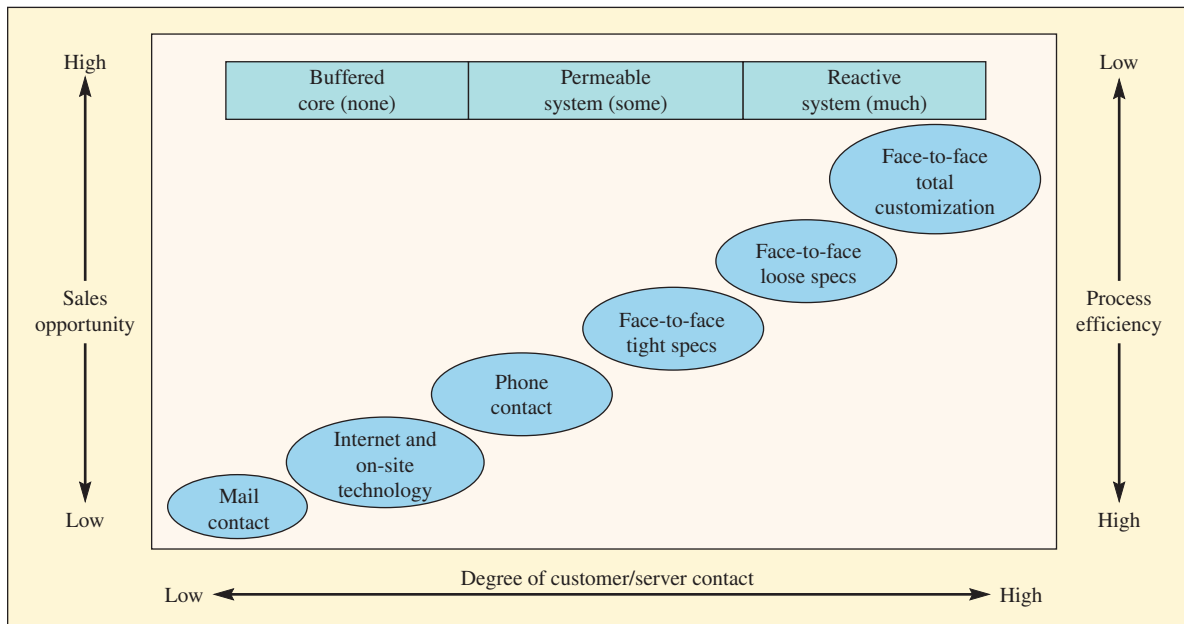 High
Low
Buffered
core (none)
Permeable
system (some)
Reactive
system (much)
Face-to-face
total
customization
Face-to-face
loose specs
Sales
opportunity
Process
efficiency
Face-to-face
tight specs
Phone
contact
Internet and
on-site
technology
Mail
contact
Low
High
Degree of customer/server contact
Low
High